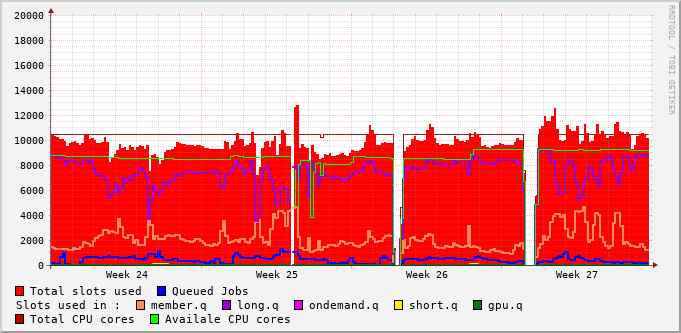 20000
18000
16000
14000
12000
10000
8000
6000
4000
2000
0
Week 24 Week 25 Week 26 Week 27
RRDTOOL / TOBI OETIKER
Total slots used Queued Jobs
Slots used in : member.q long.q ondemand.q short.q gpu.q
Total CPU cores Availale CPU cores